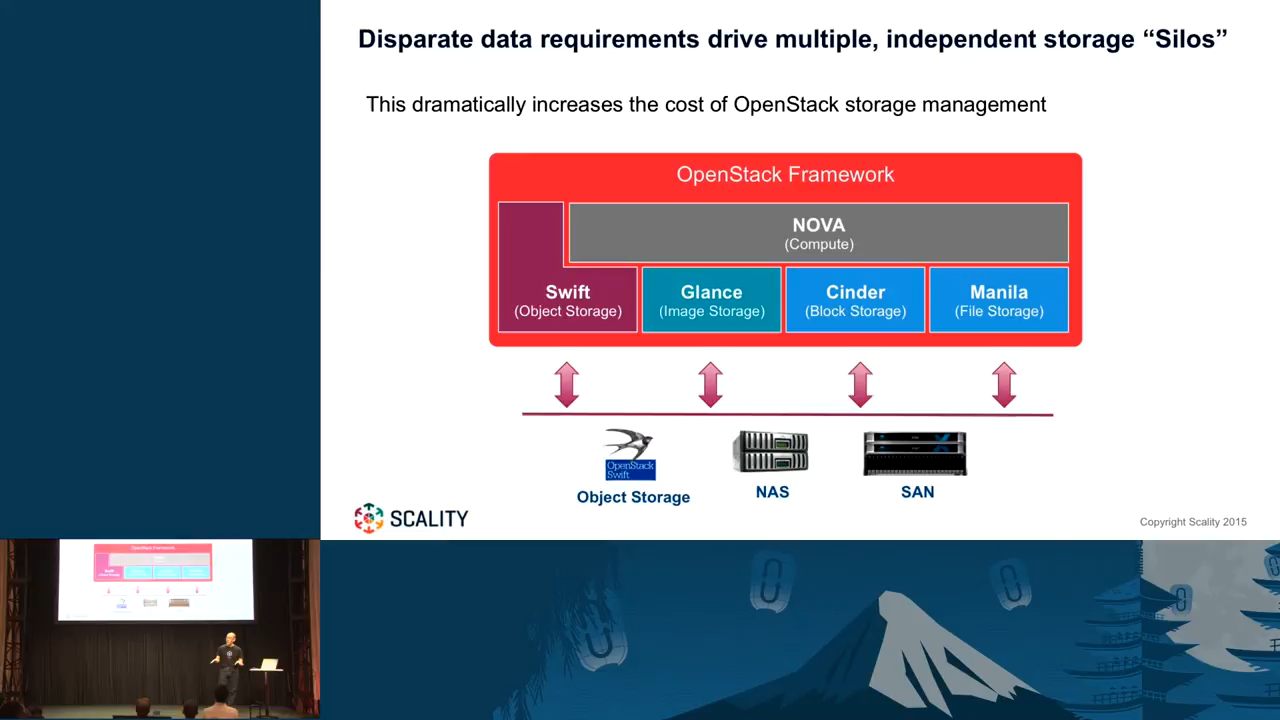 Disparate data requirements drive multiple, independent storage “Silos”
This dramatically increases the cost of OpenStack storage management
OpenStack Framework
NOVA
(Compute)
Swift
(Object Storage)
Glance
(Image Storage)
Cinder
(Block Storage)
Manila
(File Storage)
OpenStack
Swift
Object Storage
NAS
SAN
SCALITY
Copyright Scality 2015